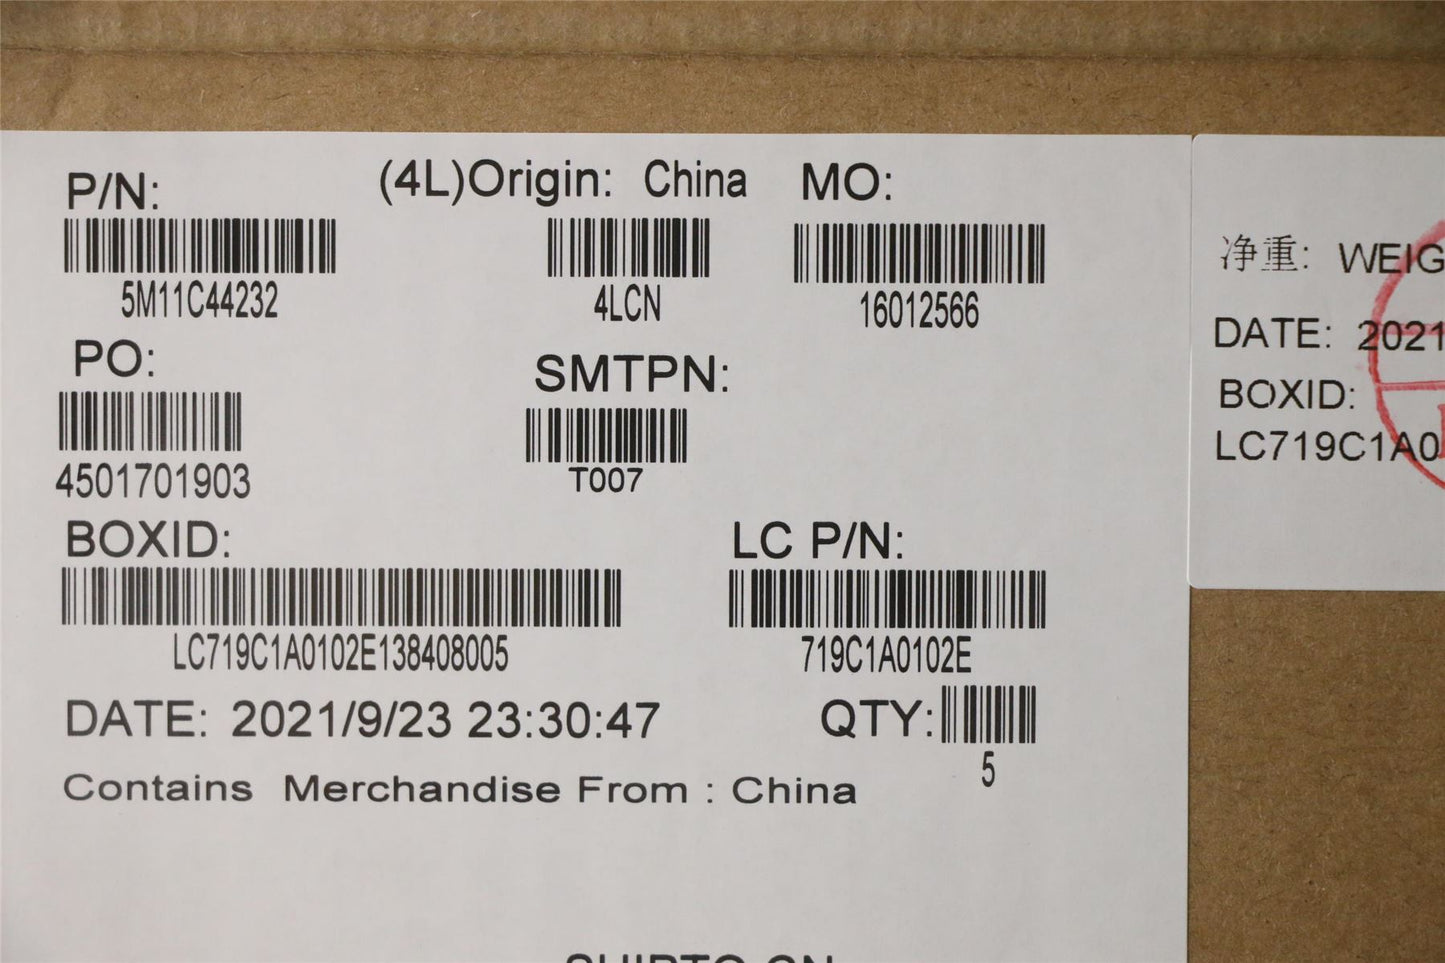 P/N:
(4L)Origin: China
MO:
5M11C44232
4LCN
16012566
PO:
SMTPN:
4501701903
T007
BOXID:
LC P/N:
LC719C1A0102E138408005
719C1A0102E
DATE: 2021/9/23 23:30:47
QTY:
5
Contains Merchandise From : China
净重: WEIG
DATE: 2021
BOXID:
LC719C1A0